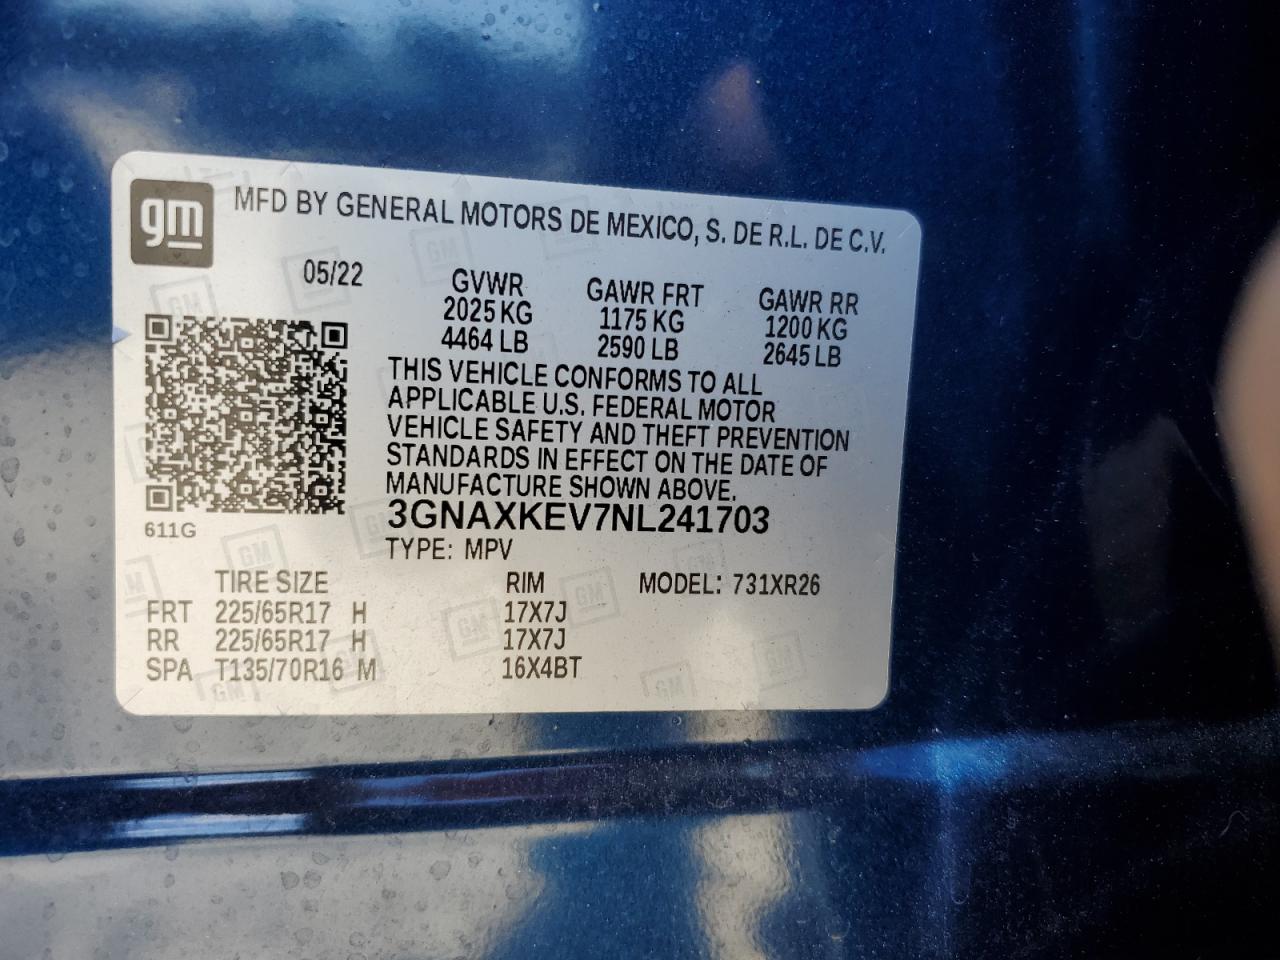 gm
MFD BY GENERAL MOTORS DE MEXICO, S. DE R.L. DE C.V.
05/22
GVWR GAWR FRT GAWR RR
2025 KG 1175 KG 1200 KG
4464 LB 2590 LB 2645 LB
THIS VEHICLE CONFORMS TO ALL
APPLICABLE U.S. FEDERAL MOTOR
VEHICLE SAFETY AND THEFT PREVENTION
STANDARDS IN EFFECT ON THE DATE OF
MANUFACTURE SHOWN ABOVE.
611G
3GNAXKEV7NL241703
TYPE: MPV
TIRE SIZE RIM MODEL: 731XR26
FRT 225/65R17 H 17X7J
RR 225/65R17 H 17X7J
SPA T135/70R16 M 16X4BT